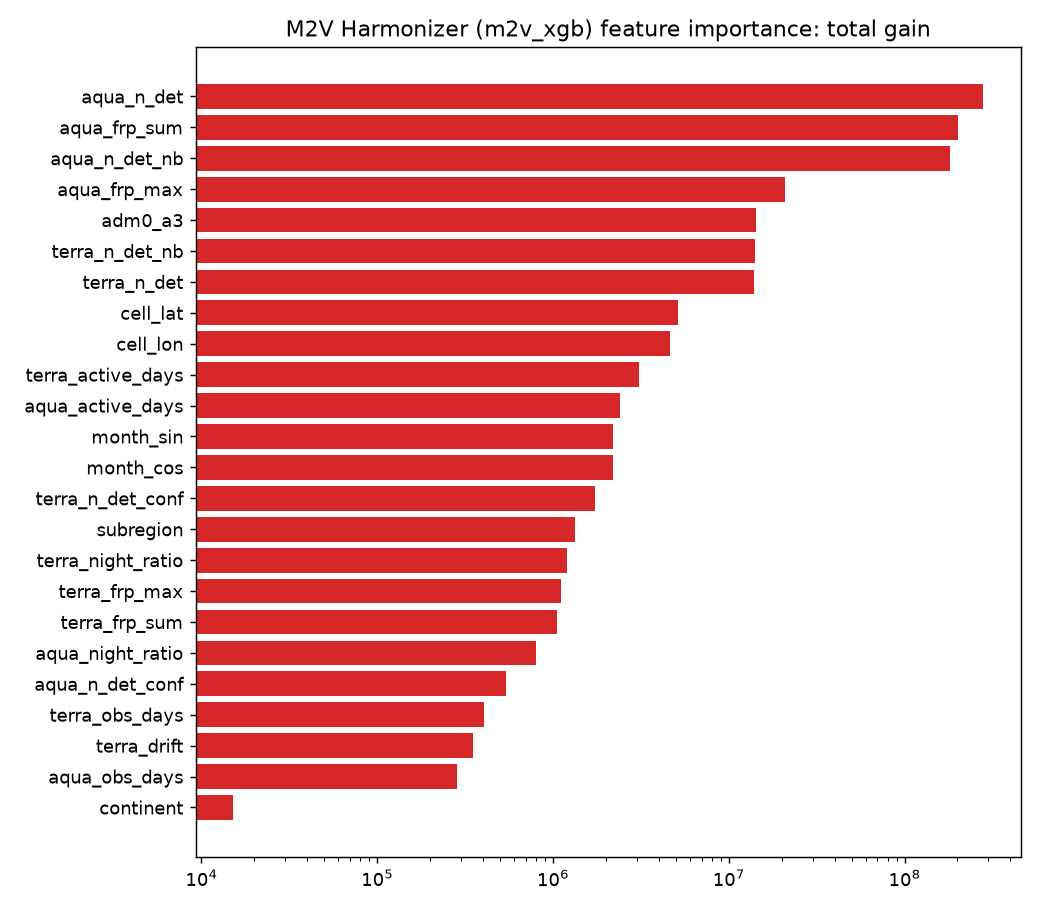 M2V Harmonizer (m2v_xgb) feature importance: total gain
aqua_n_det
aqua_frp_sum
aqua_n_det_nb
aqua_frp_max
adm0_a3
terra_n_det_nb
terra_n_det
cell_lat
cell_lon
terra_active_days
aqua_active_days
month_sin
month_cos
terra_n_det_conf
subregion
terra_night_ratio
terra_frp_max
terra_frp_sum
aqua_night_ratio
aqua_n_det_conf
terra_obs_days
terra_drift
aqua_obs_days
continent
10⁴ 10⁵ 10⁶ 10⁷ 10⁸